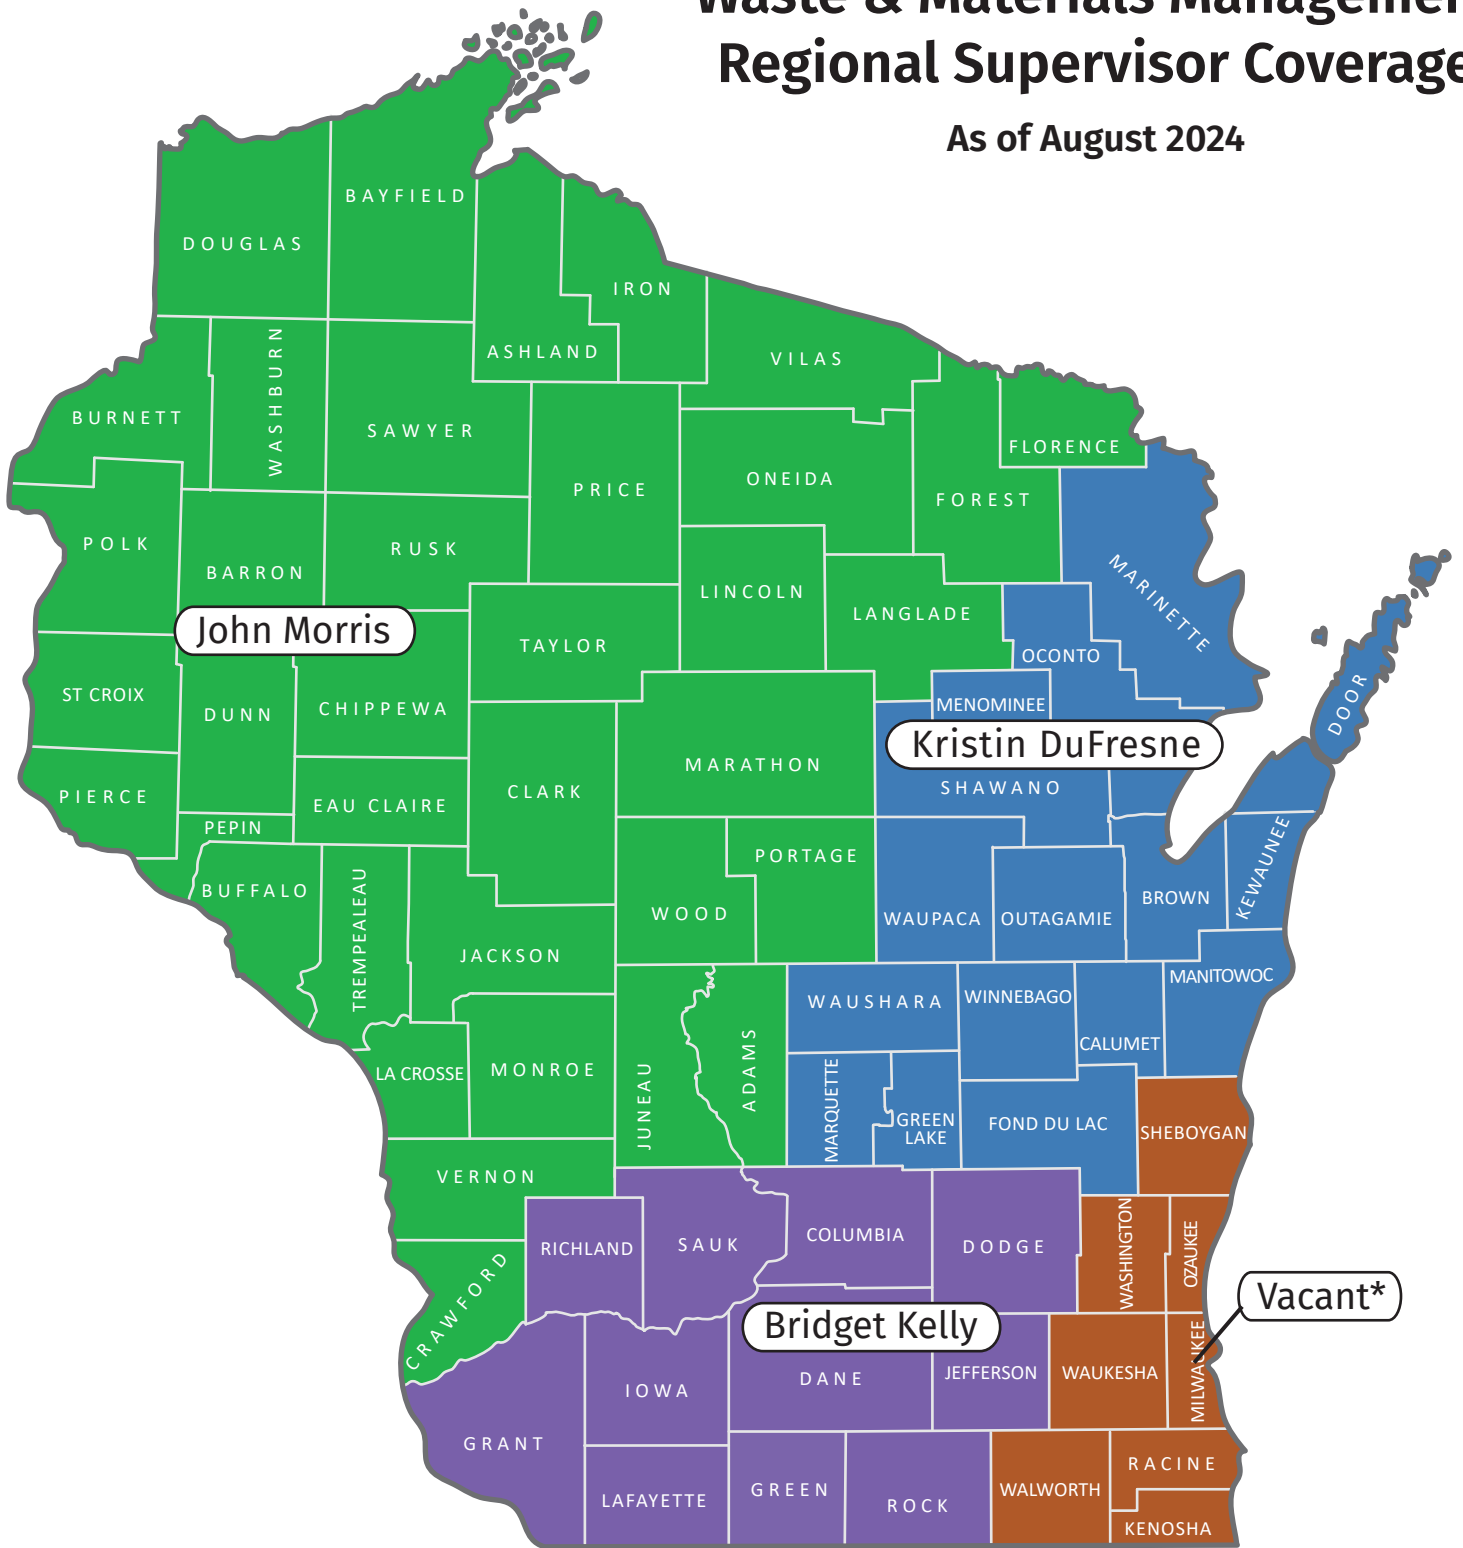 Waste & Materials Management
Regional Supervisor Coverage
As of August 2024
BAYFIELD
DOUGLAS
IRON
ASHLAND
VILAS
WASHBURN
BURNETT
SAWYER
FLORENCE
ONEIDA
PRICE
FOREST
POLK
RUSK
BARRON
MARINETTE
LINCOLN
LANGLADE
John Morris
TAYLOR
OCONTO
ST CROIX
DUNN
CHIPPEWA
MENOMINEE
DOOR
Kristin DuFresne
MARATHON
SHAWANO
PIERCE
EAU CLAIRE
CLARK
PEPIN
PORTAGE
KEWAUNEE
BUFFALO
TREMPEALEAU
WOOD
WAUPACA
OUTAGAMIE
BROWN
JACKSON
MANITOWOC
WAUSHARA
WINNEBAGO
CALUMET
LA CROSSE
MONROE
JUNEAU
ADAMS
MARQUETTE
GREEN
LAKE
FOND DU LAC
SHEBOYGAN
VERNON
RICHLAND
SAUK
COLUMBIA
DODGE
WASHINGTON
OZAUKEE
CRAWFORD
Vacant*
Bridget Kelly
IOWA
DANE
JEFFERSON
WAUKESHA
MILWAUKEE
GRANT
LAFAYETTE
GREEN
ROCK
WALWORTH
RACINE
KENOSHA